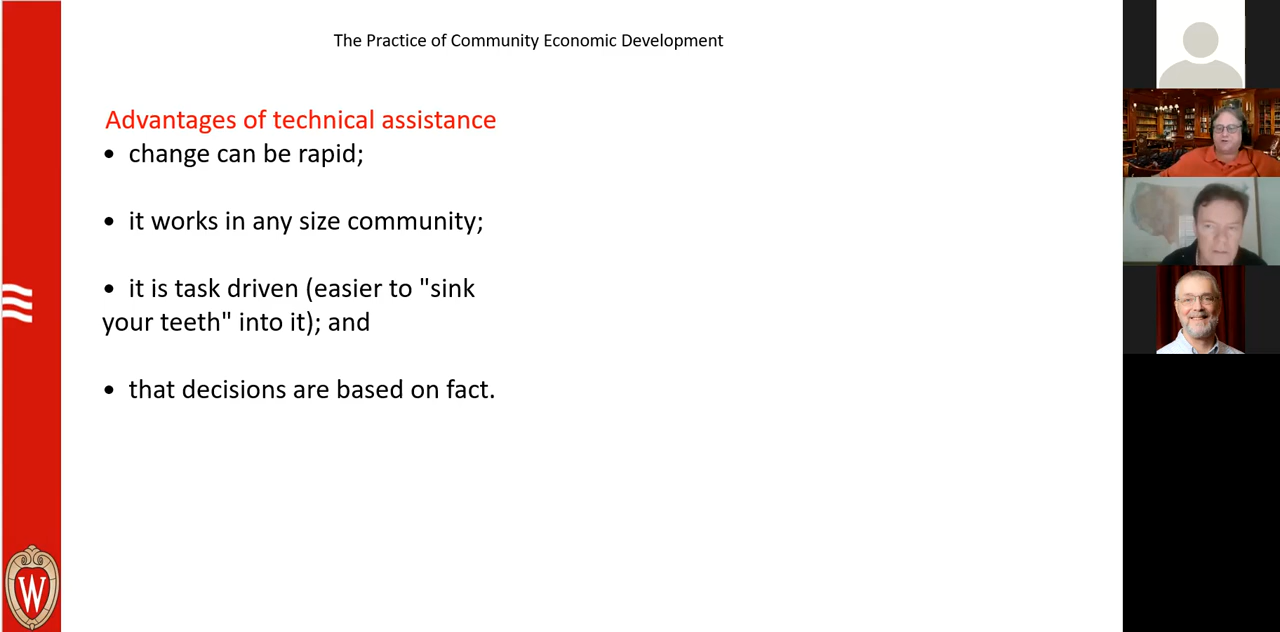 The Practice of Community Economic Development
Advantages of technical assistance
• change can be rapid;
• it works in any size community;
• it is task driven (easier to "sink
your teeth" into it); and
• that decisions are based on fact.
W